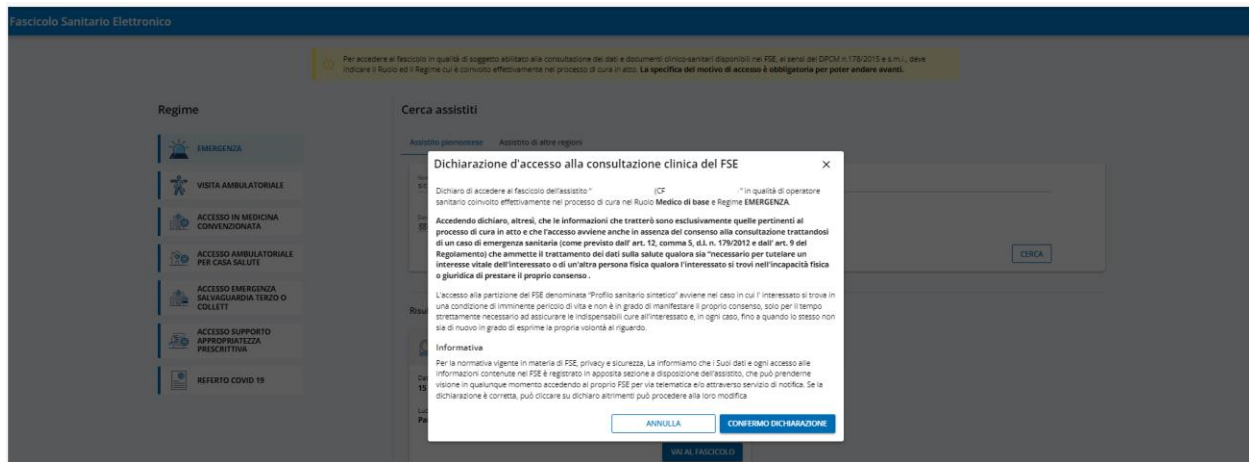 Fascicolo Sanitario Elettronico
Per accedere al fascicolo in qualità di soggetto abilitato alla consultazione dei dati e documenti clinico-sanitari disponibili nel FSE, ai sensi del DPCM n.178/2015 e s.m.i., deve
indicare il Ruolo ed il Regime cui è coinvolto effettivamente nel processo di cura in atto. La specifica del motivo di accesso è obbligatoria per poter andare avanti.
Regime
EMERGENZA
VISITA AMBULATORIALE
ACCESSO IN MEDICINA
CONVENZIONATA
ACCESSO AMBULATORIALE
PER CASA SALUTE
ACCESSO EMERGENZA
SALVAGUARDIA TERZO O
COLLETT
ACCESSO SUPPORTO
APPROPRIATEZZA
PRESCRITTIVA
REFERTO COVID 19
Cerca assistiti
Assistito piemontese Assistito di altre regioni
CERCA
Dichiarazione d'accesso alla consultazione clinica del FSE
Dichiaro di accedere al fascicolo dell'assistito " (CF " in qualità di operatore
sanitario coinvolto effettivamente nel processo di cura nel Ruolo Medico di base e Regime EMERGENZA.
Accedendo dichiaro, altresì, che le informazioni che tratterò sono esclusivamente quelle pertinenti al
processo di cura in atto e che l'accesso avviene anche in assenza del consenso alla consultazione trattandosi
di un caso di emergenza sanitaria (come previsto dall' art. 12, comma 5, d.l. n. 179/2012 e dall' art. 9 del
Regolamento) che ammette il trattamento dei dati sulla salute qualora sia "necessario per tutelare un
interesse vitale dell'interessato o di un'altra persona fisica qualora l'interessato si trovi nell'incapacità fisica
o giuridica di prestare il proprio consenso .
L'accesso alla partizione del FSE denominata "Profilo sanitario sintetico" avviene nel caso in cui l' interessato si trova in
una condizione di imminente pericolo di vita e non è in grado di manifestare il proprio consenso, solo per il tempo
strettamente necessario ad assicurare le indispensabili cure all'interessato e, in ogni caso, fino a quando lo stesso non
sia di nuovo in grado di esprime la propria volontà al riguardo.
Informativa
Per la normativa vigente in materia di FSE, privacy e sicurezza, La informiamo che i Suoi dati e ogni accesso alle
informazioni contenute nel FSE è registrato in apposita sezione a disposizione dell'assistito, che può prenderne
visione in qualunque momento accedendo al proprio FSE per via telematica e/o attraverso servizio di notifica. Se la
dichiarazione è corretta, può cliccare su dichiaro altrimenti può procedere alla loro modifica
ANNULLA CONFERMO DICHIARAZIONE
VAI AL FASCICOLO